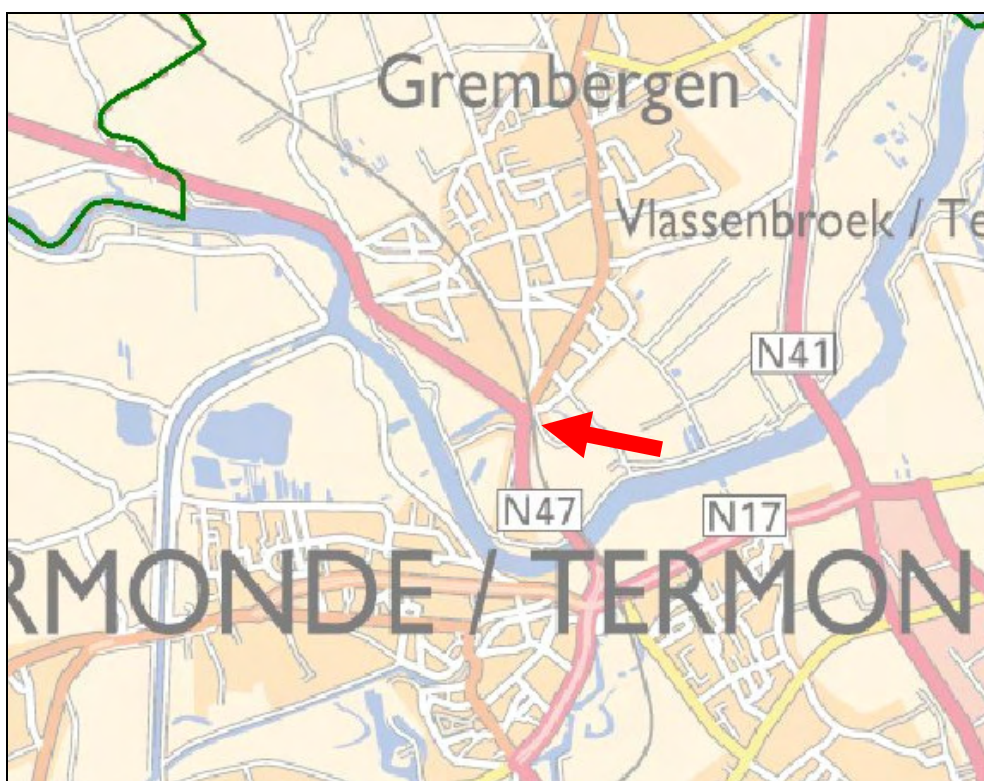 Grembergen
Vlassenbroek / Te
N41
N47
N17
RMONDE / TERMON